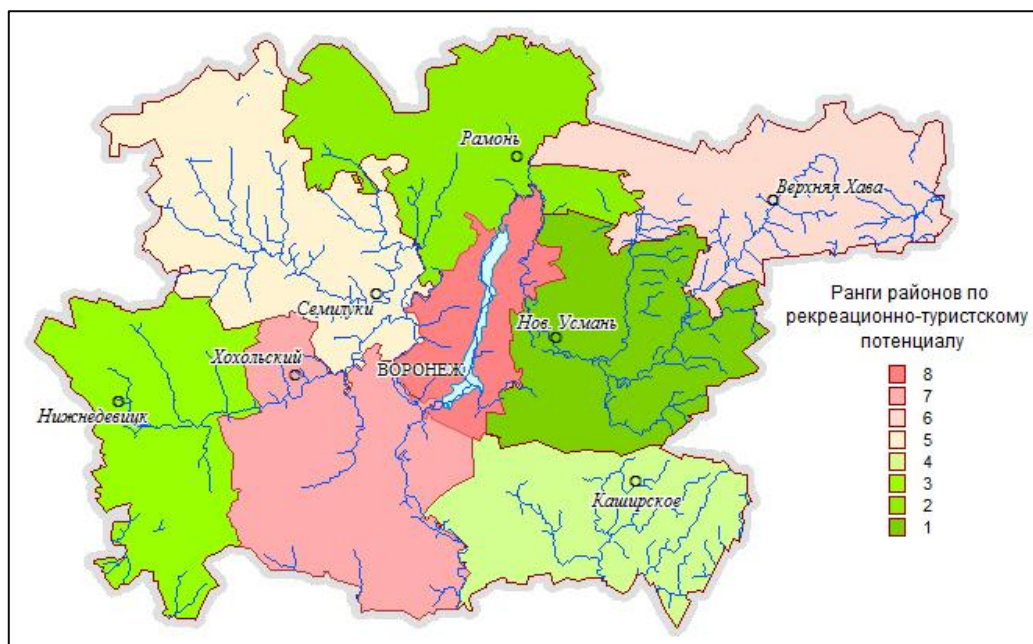 Рамонь
Верхняя Хава
Семилуки
Нов. Усмань
Хохольский
ВОРОНЕЖ
Нижнедевицк
Каширское
Ранги районов по
рекреационно-туристскому
потенциалу
8
7
6
5
4
3
2
1